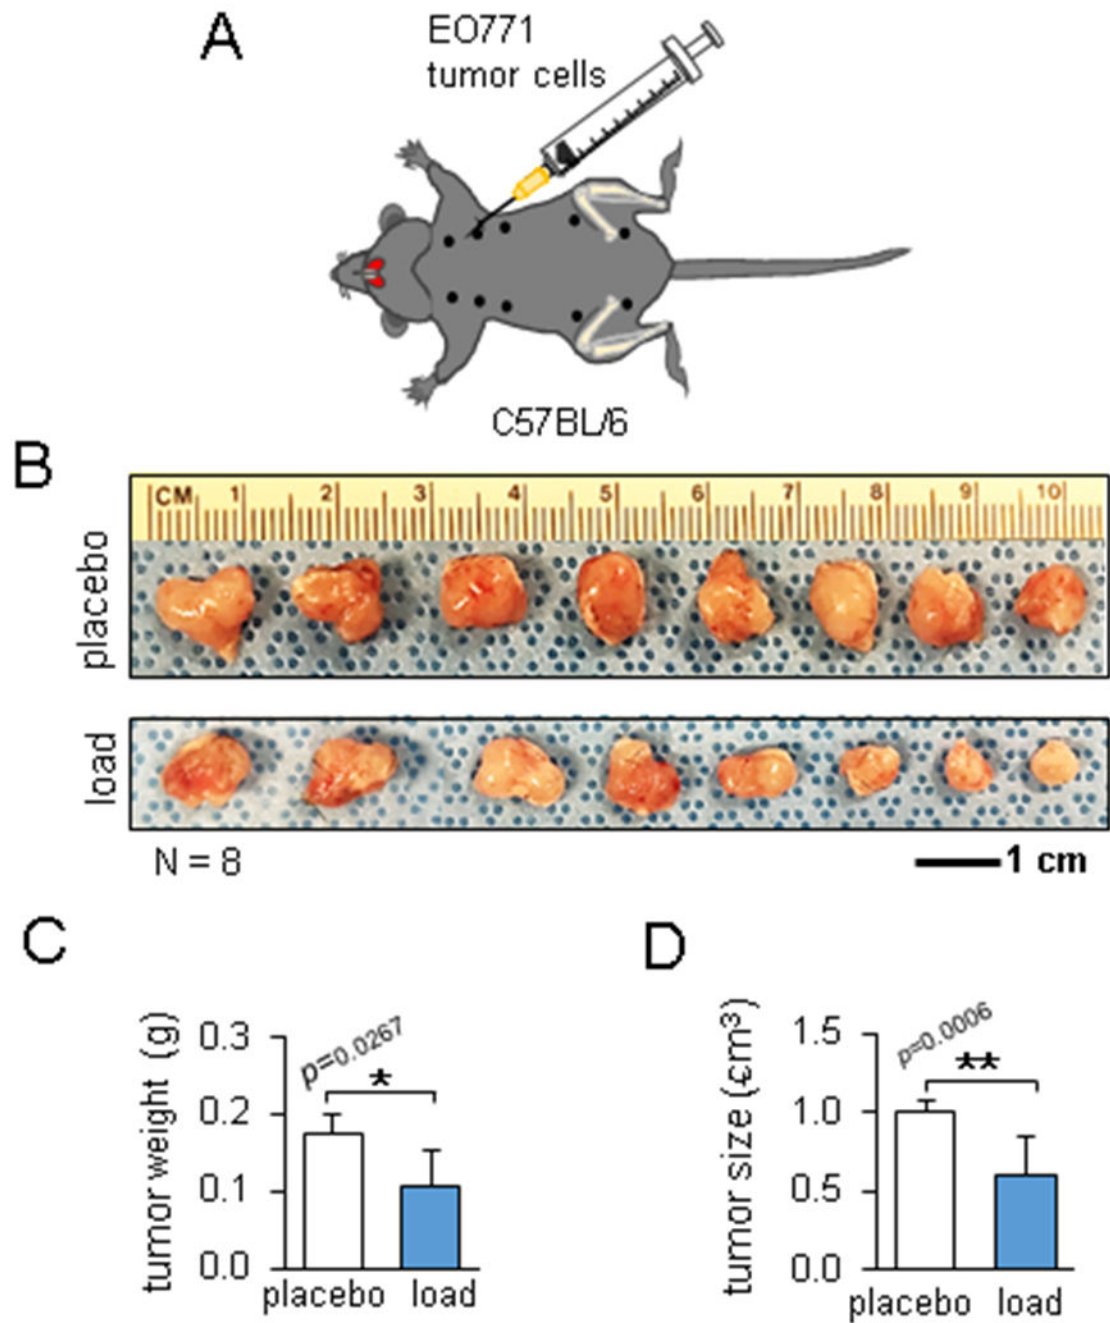 A
EO771
tumor cells
C57BL/6
B
CM 1 2 3 4 5 6 7 8 9 10
placebo
load
N = 8
1 cm
C
tumor weight (g)
0.3
0.2
0.1
0.0
p=0.0267
*
placebo load
D
tumor size (cm³)
1.5
1.0
0.5
0.0
p=0.0006
**
placebo load